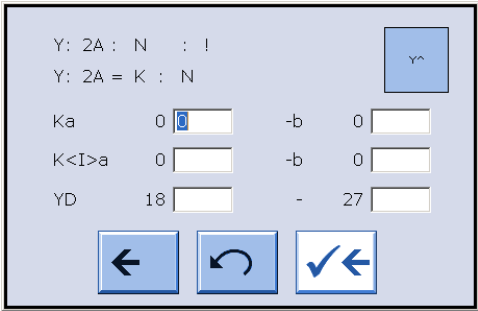 Y: 2A : N : !
Y: 2A = K : N
Y^
Ka 0 0 -b 0
K<I>a 0 -b 0
YD 18 - 27